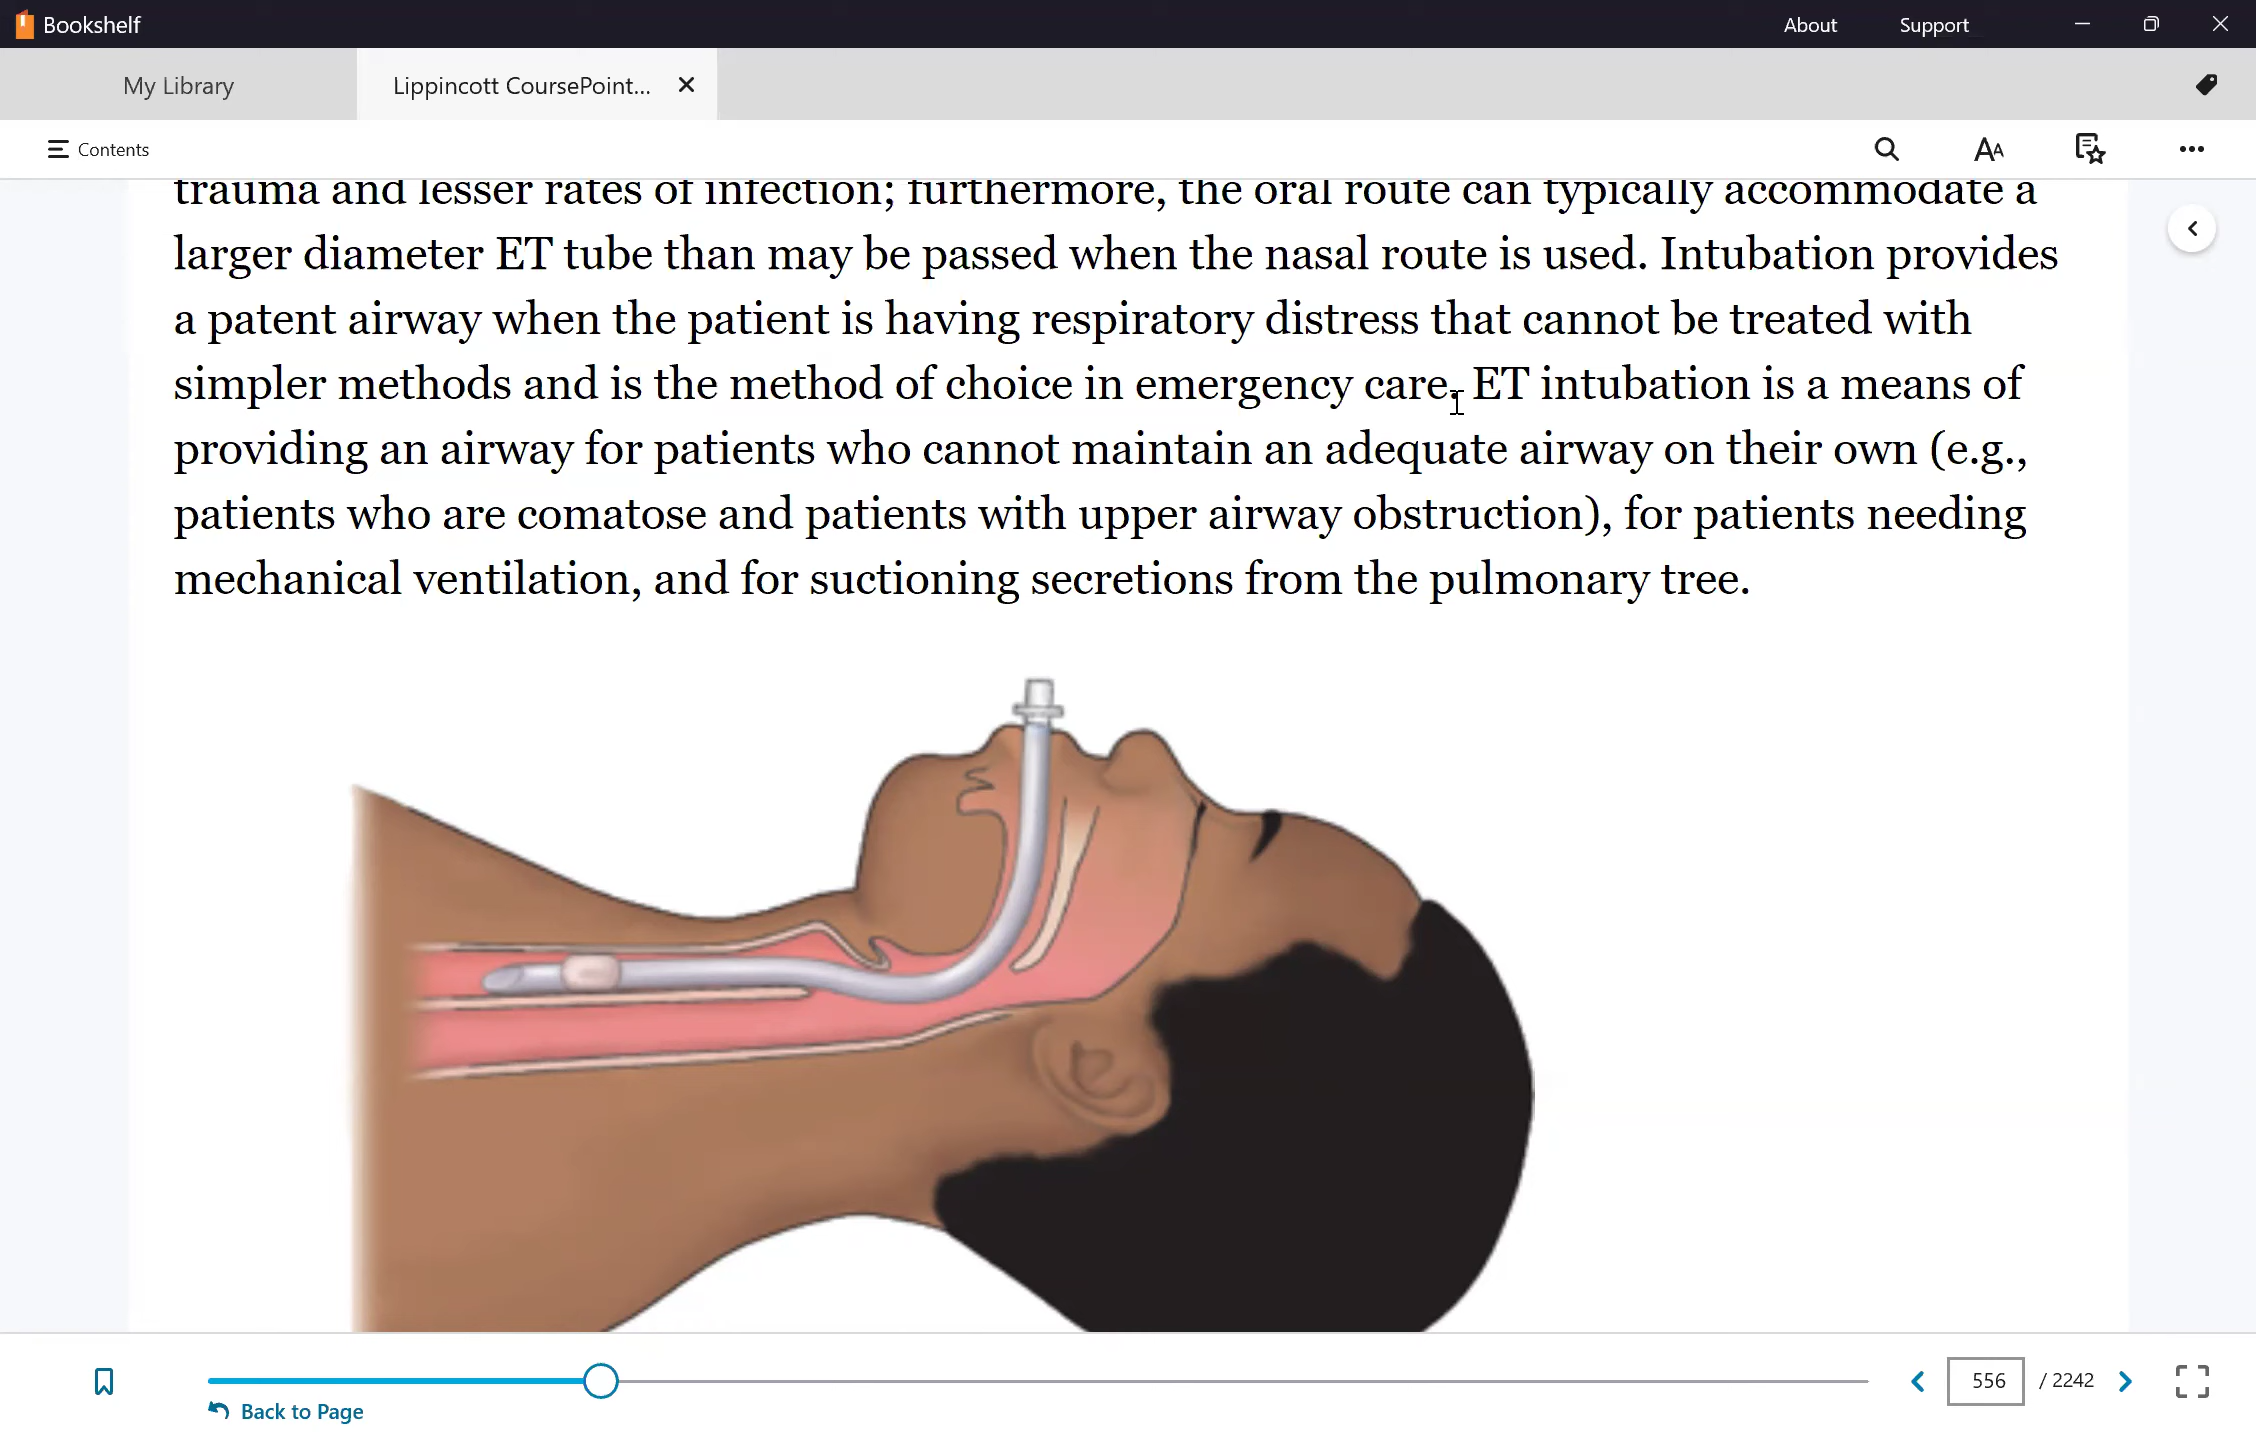 Bookshelf
About
Support
My Library
Lippincott CoursePoint...
Contents
trauma and lesser rates of infection; furthermore, the oral route can typically accommodate a
larger diameter ET tube than may be passed when the nasal route is used. Intubation provides
a patent airway when the patient is having respiratory distress that cannot be treated with
simpler methods and is the method of choice in emergency care. ET intubation is a means of
providing an airway for patients who cannot maintain an adequate airway on their own (e.g.,
patients who are comatose and patients with upper airway obstruction), for patients needing
mechanical ventilation, and for suctioning secretions from the pulmonary tree.
556 / 2242
Back to Page